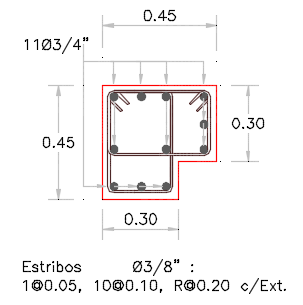 0.45
11Ø3/4"
0.45
0.30
0.30
Estribos Ø3/8" :
1@0.05, 10@0.10, R@0.20 c/Ext.